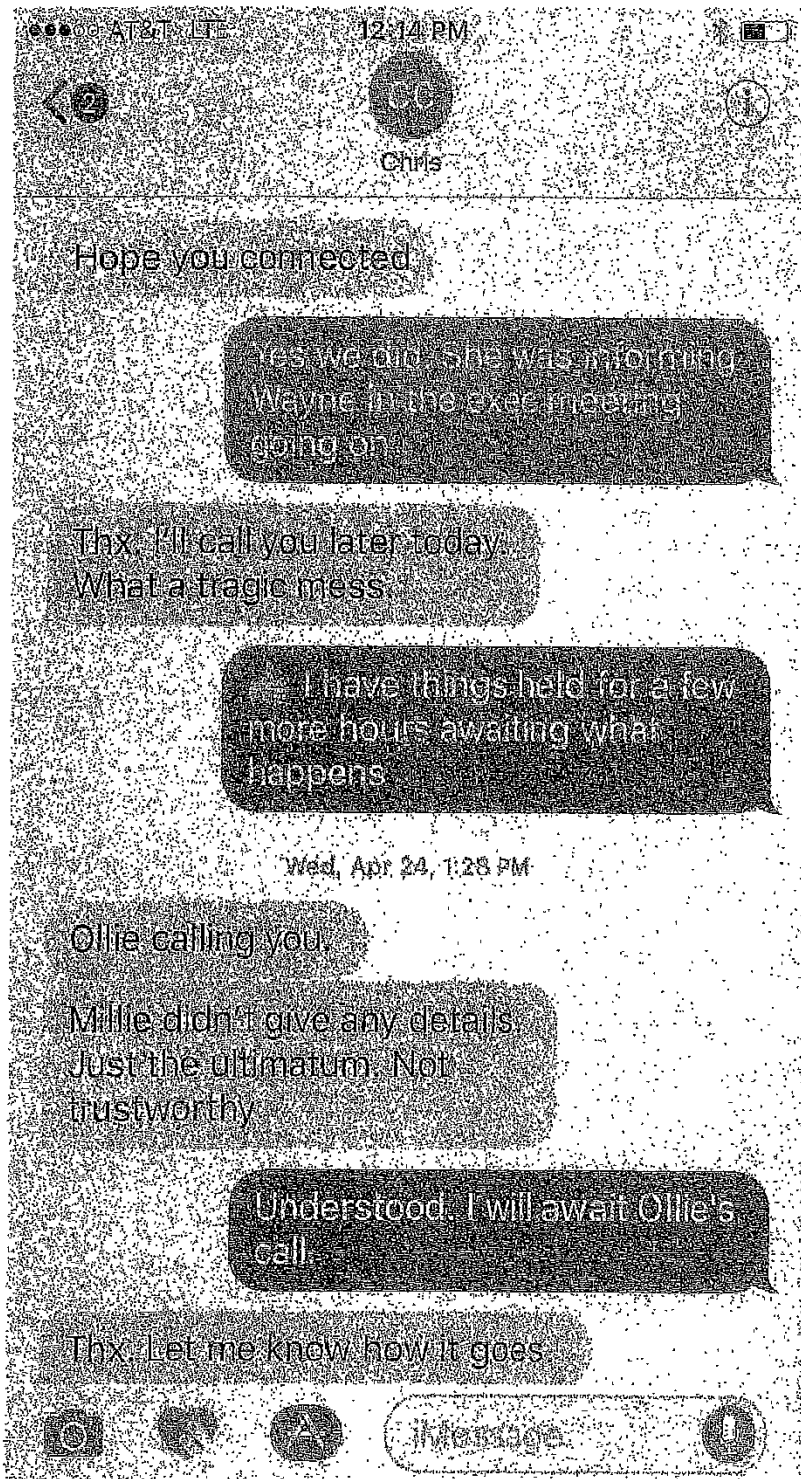 AT&T LTE 12:14 PM
2
CC
Chris
Hope you connected
Yes we did. She was informing
Wayne in the exec meeting
going on.
Thx. I'll call you later today.
What a tragic mess.
I have things held for a few
more hours awaiting what
happens.
Wed, Apr 24, 1:28 PM
Ollie calling you.
Millie didn't give any details.
Just the ultimatum. Not
trustworthy
Understood. I will await Ollie's
call.
Thx. Let me know how it goes.
iMessage